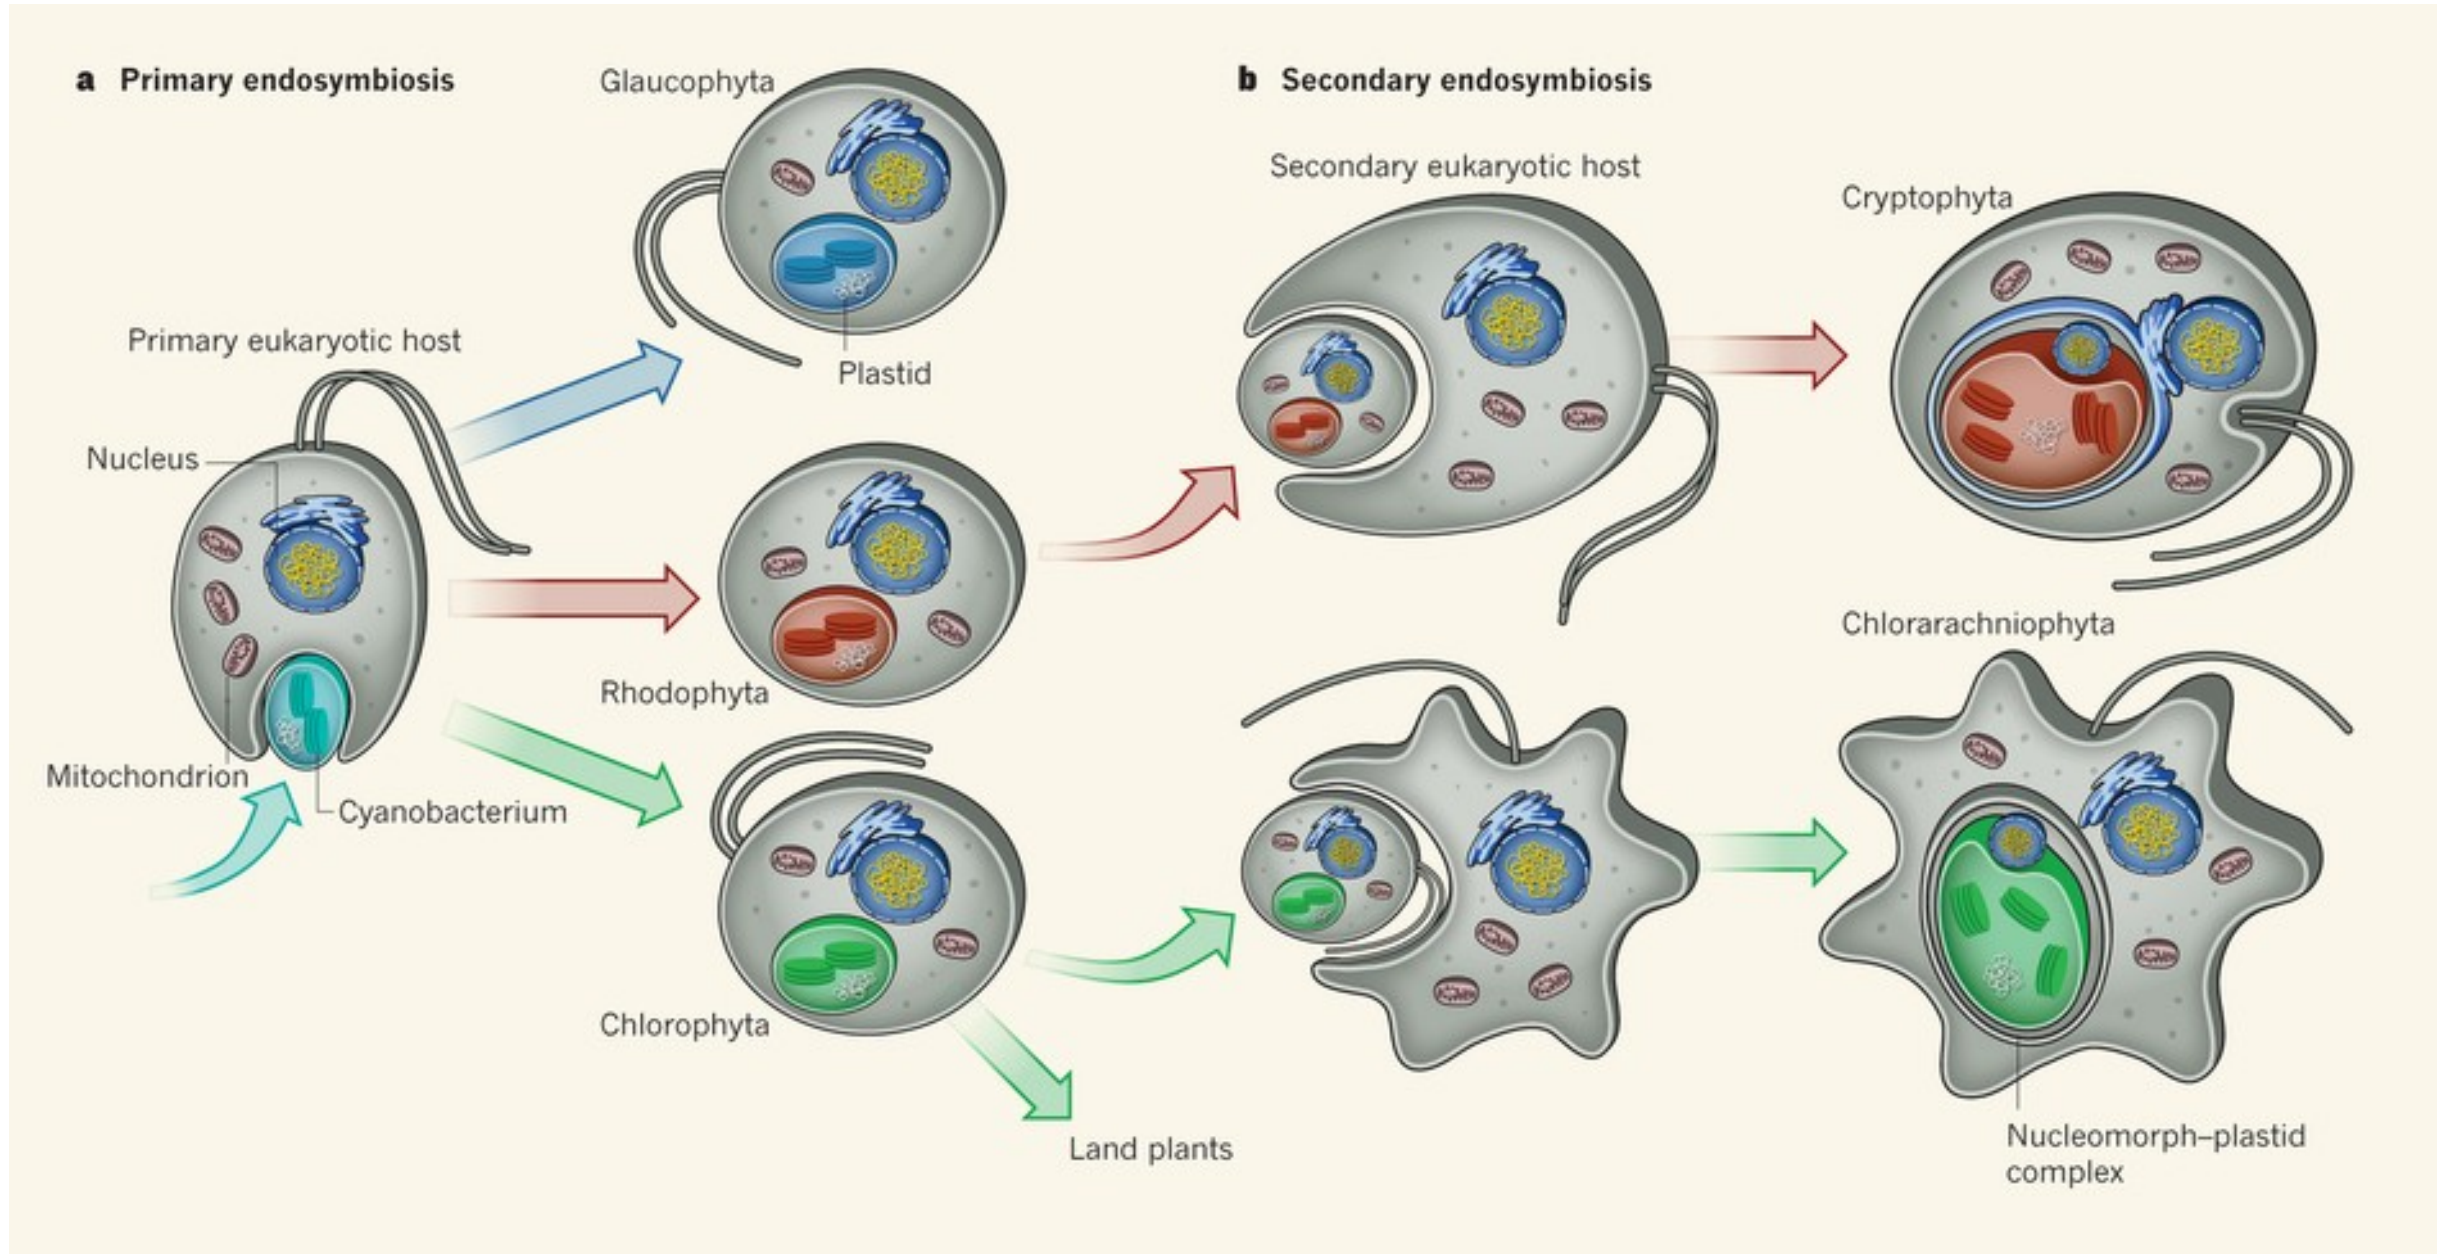 a Primary endosymbiosis
Glaucophyta
Plastid
Primary eukaryotic host
Nucleus
Mitochondrion
Cyanobacterium
Rhodophyta
Chlorophyta
Land plants
b Secondary endosymbiosis
Secondary eukaryotic host
Cryptophyta
Chlorarachniophyta
Nucleomorph–plastid
complex